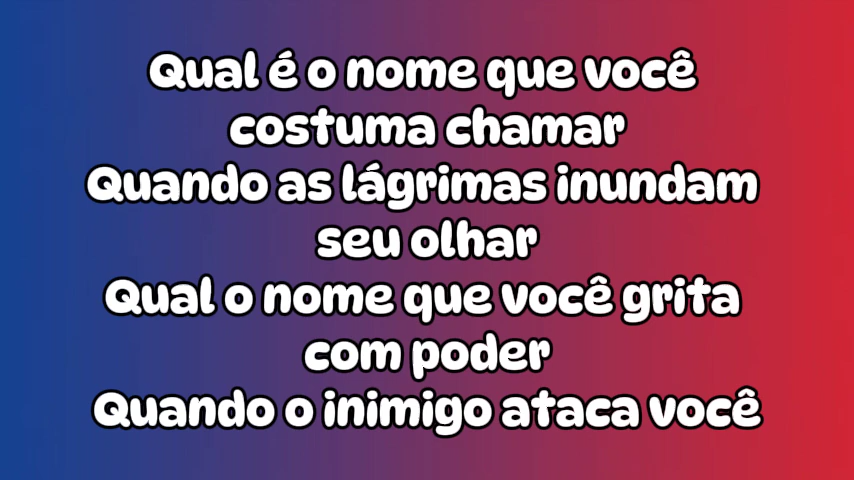 Qual é o nome que você
costuma chamar
Quando as lágrimas inundam
seu olhar
Qual o nome que você grita
com poder
Quando o inimigo ataca você